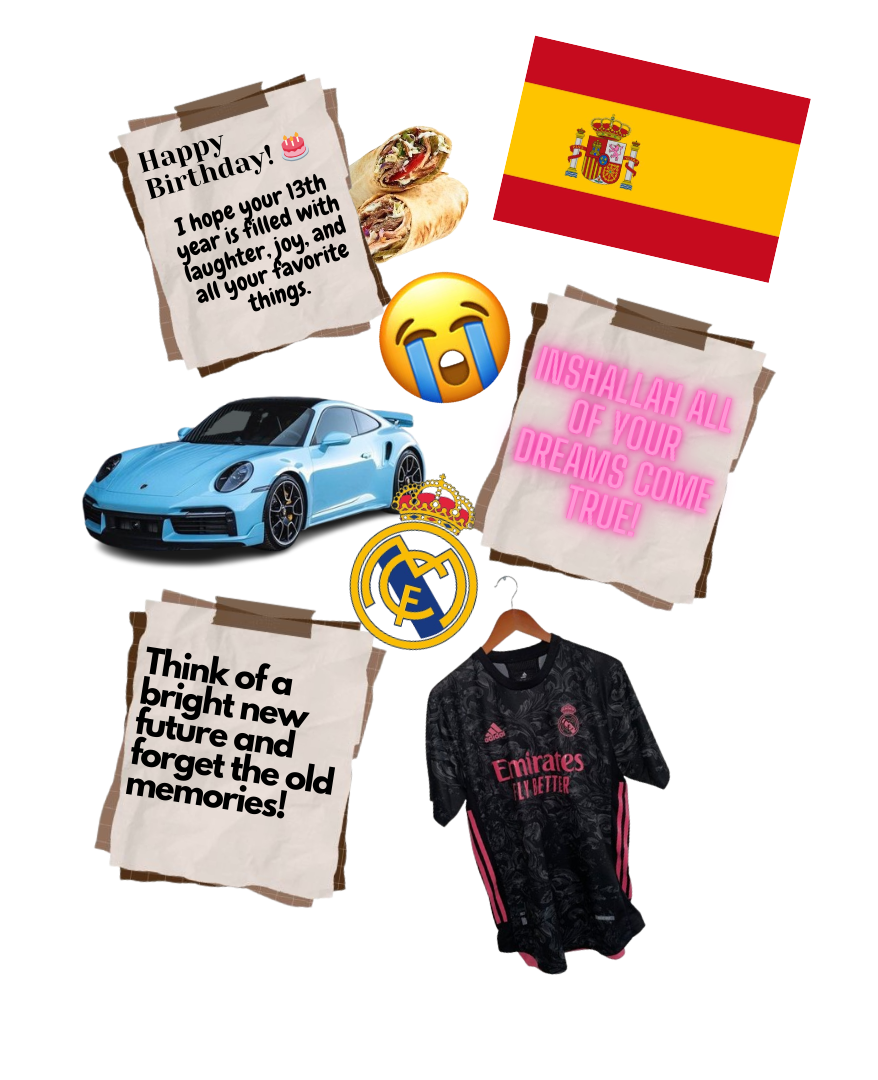 Happy
Birthday! 🎂
I hope your 13th
year is filled with
laughter, joy, and
all your favorite
things.
INSHALLAH ALL
OF YOUR
DREAMS COME
TRUE!
Think of a
bright new
future and
forget the old
memories!
adidas
Emirates
FLY BETTER